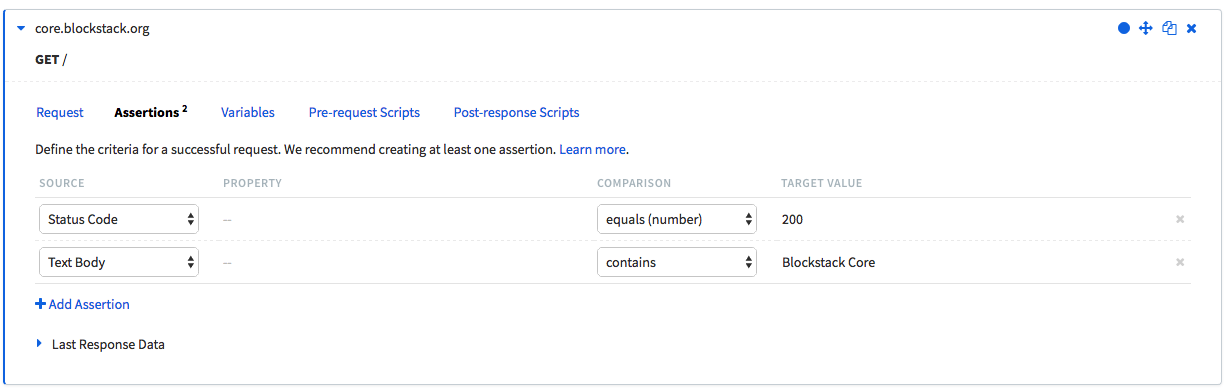 core.blockstack.org
GET /
Request Assertions 2 Variables Pre-request Scripts Post-response Scripts
Define the criteria for a successful request. We recommend creating at least one assertion. Learn more.
SOURCE PROPERTY COMPARISON TARGET VALUE
Status Code -- equals (number) 200
Text Body -- contains Blockstack Core
Add Assertion
Last Response Data